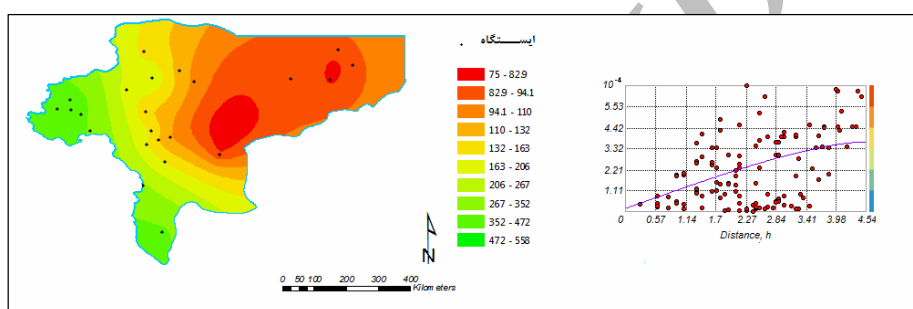 ایستگاه
75 - 82.9
82.9 - 94.1
94.1 - 110
110 - 132
132 - 163
163 - 206
206 - 267
267 - 352
352 - 472
472 - 558
N
0 50 100 200 300 400
Kilometers
10⁻⁴
5.53
4.42
3.32
2.21
1.11
0 0.57 1.14 1.7 2.27 2.84 3.41 3.98 4.54
Distance, h